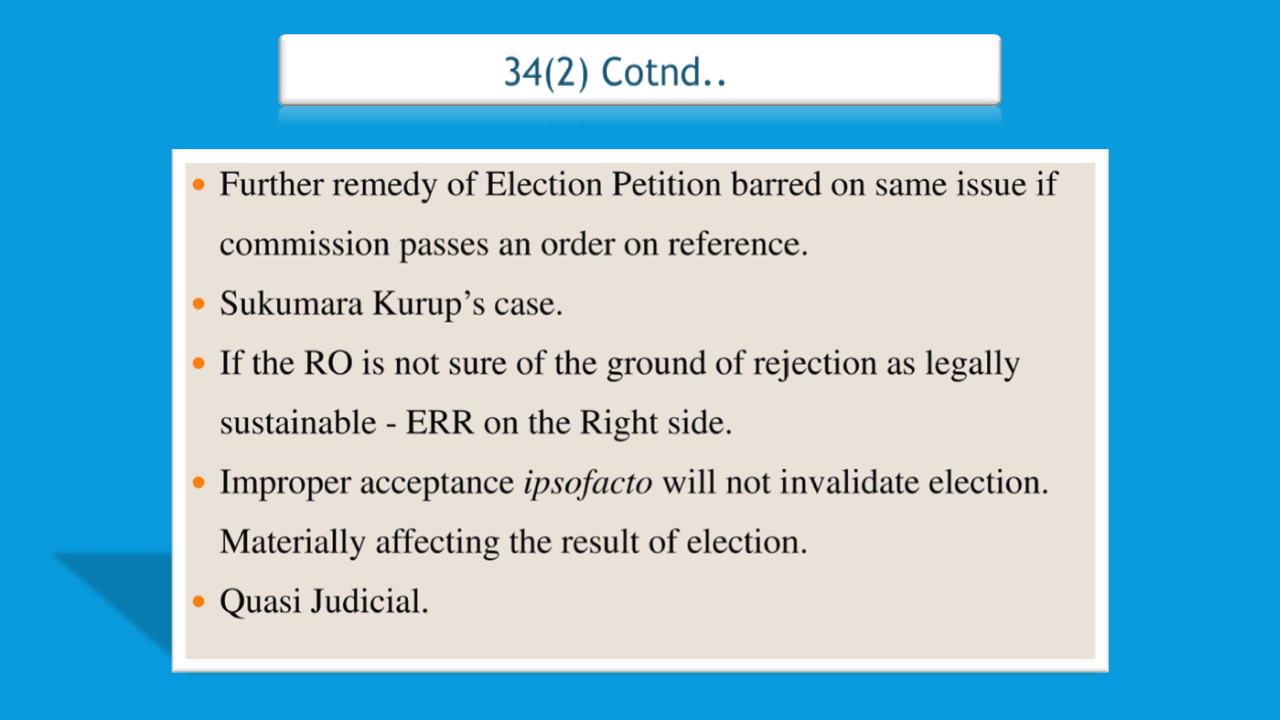 34(2) Cotnd..
Further remedy of Election Petition barred on same issue if
commission passes an order on reference.
Sukumara Kurup’s case.
If the RO is not sure of the ground of rejection as legally
sustainable - ERR on the Right side.
Improper acceptance ipsofacto will not invalidate election.
Materially affecting the result of election.
Quasi Judicial.